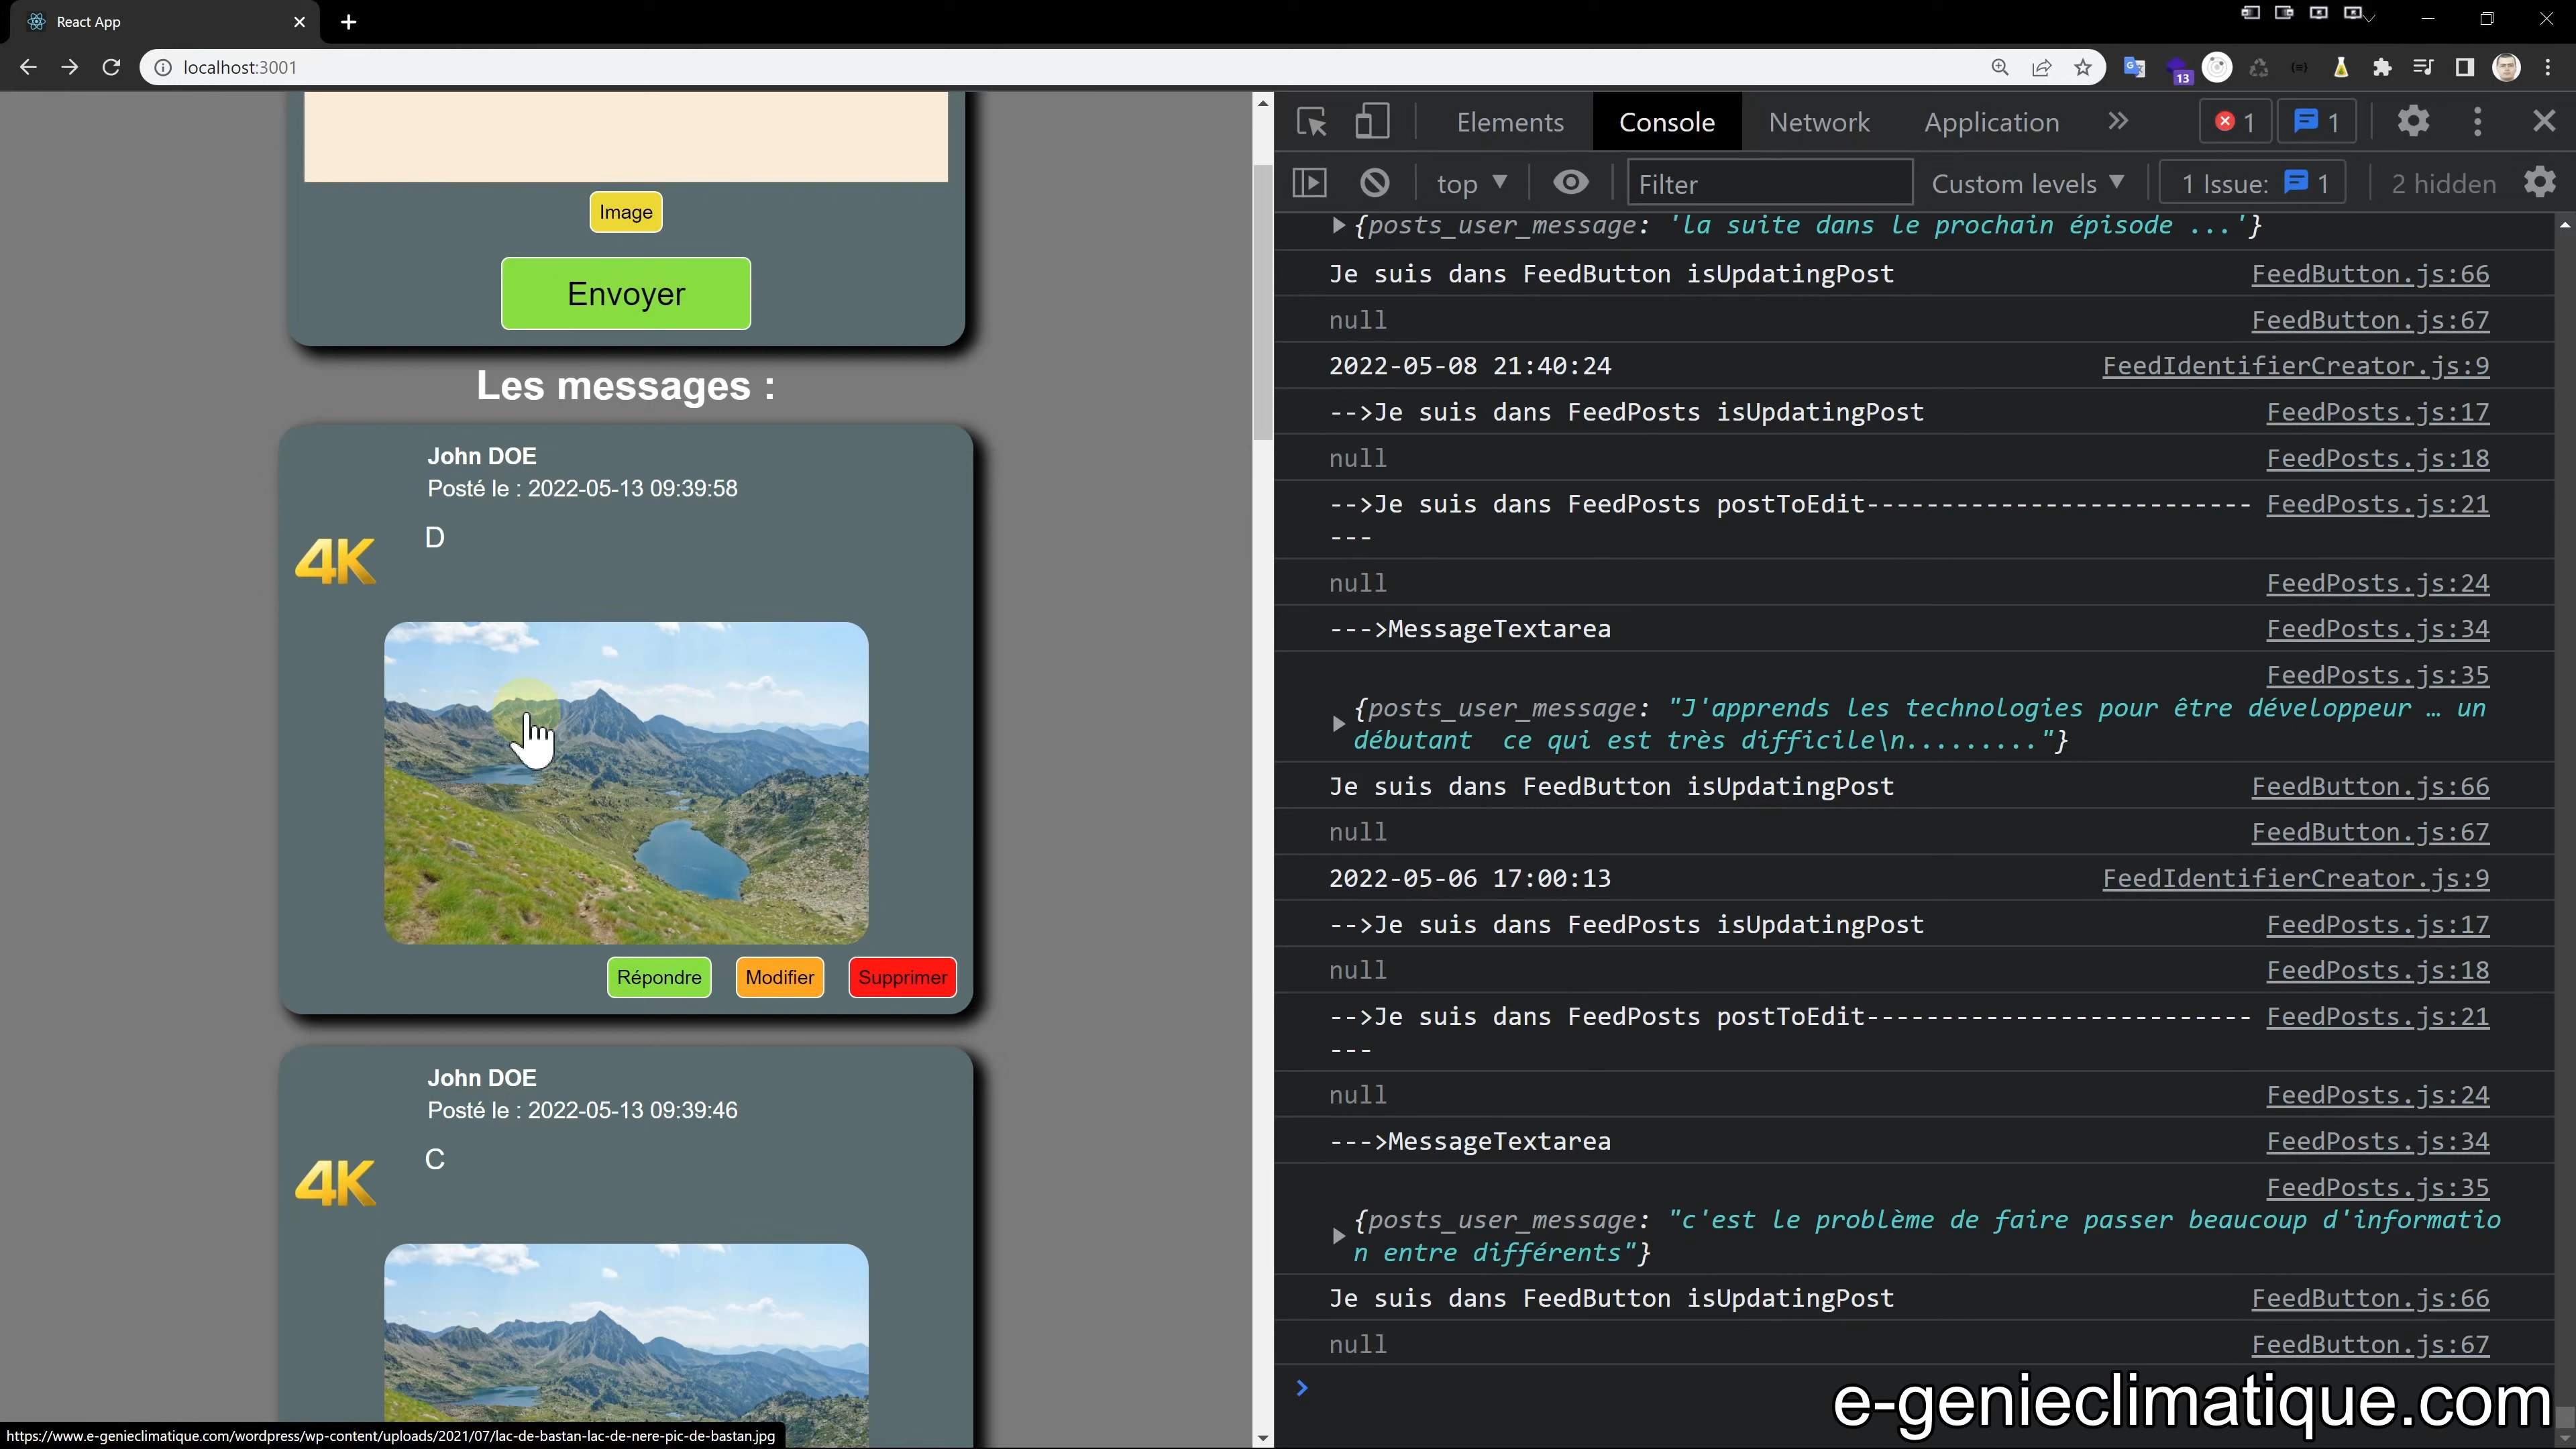 React App
localhost:3001
13
Image
Envoyer
Les messages :
John DOE
Posté le : 2022-05-13 09:39:58
D
4K
Répondre
Modifier
Supprimer
John DOE
Posté le : 2022-05-13 09:39:46
C
4K
https://www.e-genieclimatique.com/wordpress/wp-content/uploads/2021/07/lac-de-bastan-lac-de-nere-pic-de-bastan.jpg
Elements
Console
Network
Application
1
1
top
Filter
Custom levels
1 Issue: 1
2 hidden
{posts_user_message: 'la suite dans le prochain épisode ...'}
Je suis dans FeedButton isUpdatingPost FeedButton.js:66
null FeedButton.js:67
2022-05-08 21:40:24 FeedIdentifierCreator.js:9
-->Je suis dans FeedPosts isUpdatingPost FeedPosts.js:17
null FeedPosts.js:18
-->Je suis dans FeedPosts postToEdit-------------------------- FeedPosts.js:21
---
null FeedPosts.js:24
--->MessageTextarea FeedPosts.js:34
FeedPosts.js:35
{posts_user_message: "J'apprends les technologies pour être développeur … un
débutant  ce qui est très difficile\n........."}
Je suis dans FeedButton isUpdatingPost FeedButton.js:66
null FeedButton.js:67
2022-05-06 17:00:13 FeedIdentifierCreator.js:9
-->Je suis dans FeedPosts isUpdatingPost FeedPosts.js:17
null FeedPosts.js:18
-->Je suis dans FeedPosts postToEdit-------------------------- FeedPosts.js:21
---
null FeedPosts.js:24
--->MessageTextarea FeedPosts.js:34
FeedPosts.js:35
{posts_user_message: "c'est le problème de faire passer beaucoup d'informatio
n entre différents"}
Je suis dans FeedButton isUpdatingPost FeedButton.js:66
null FeedButton.js:67
e-genieclimatique.com